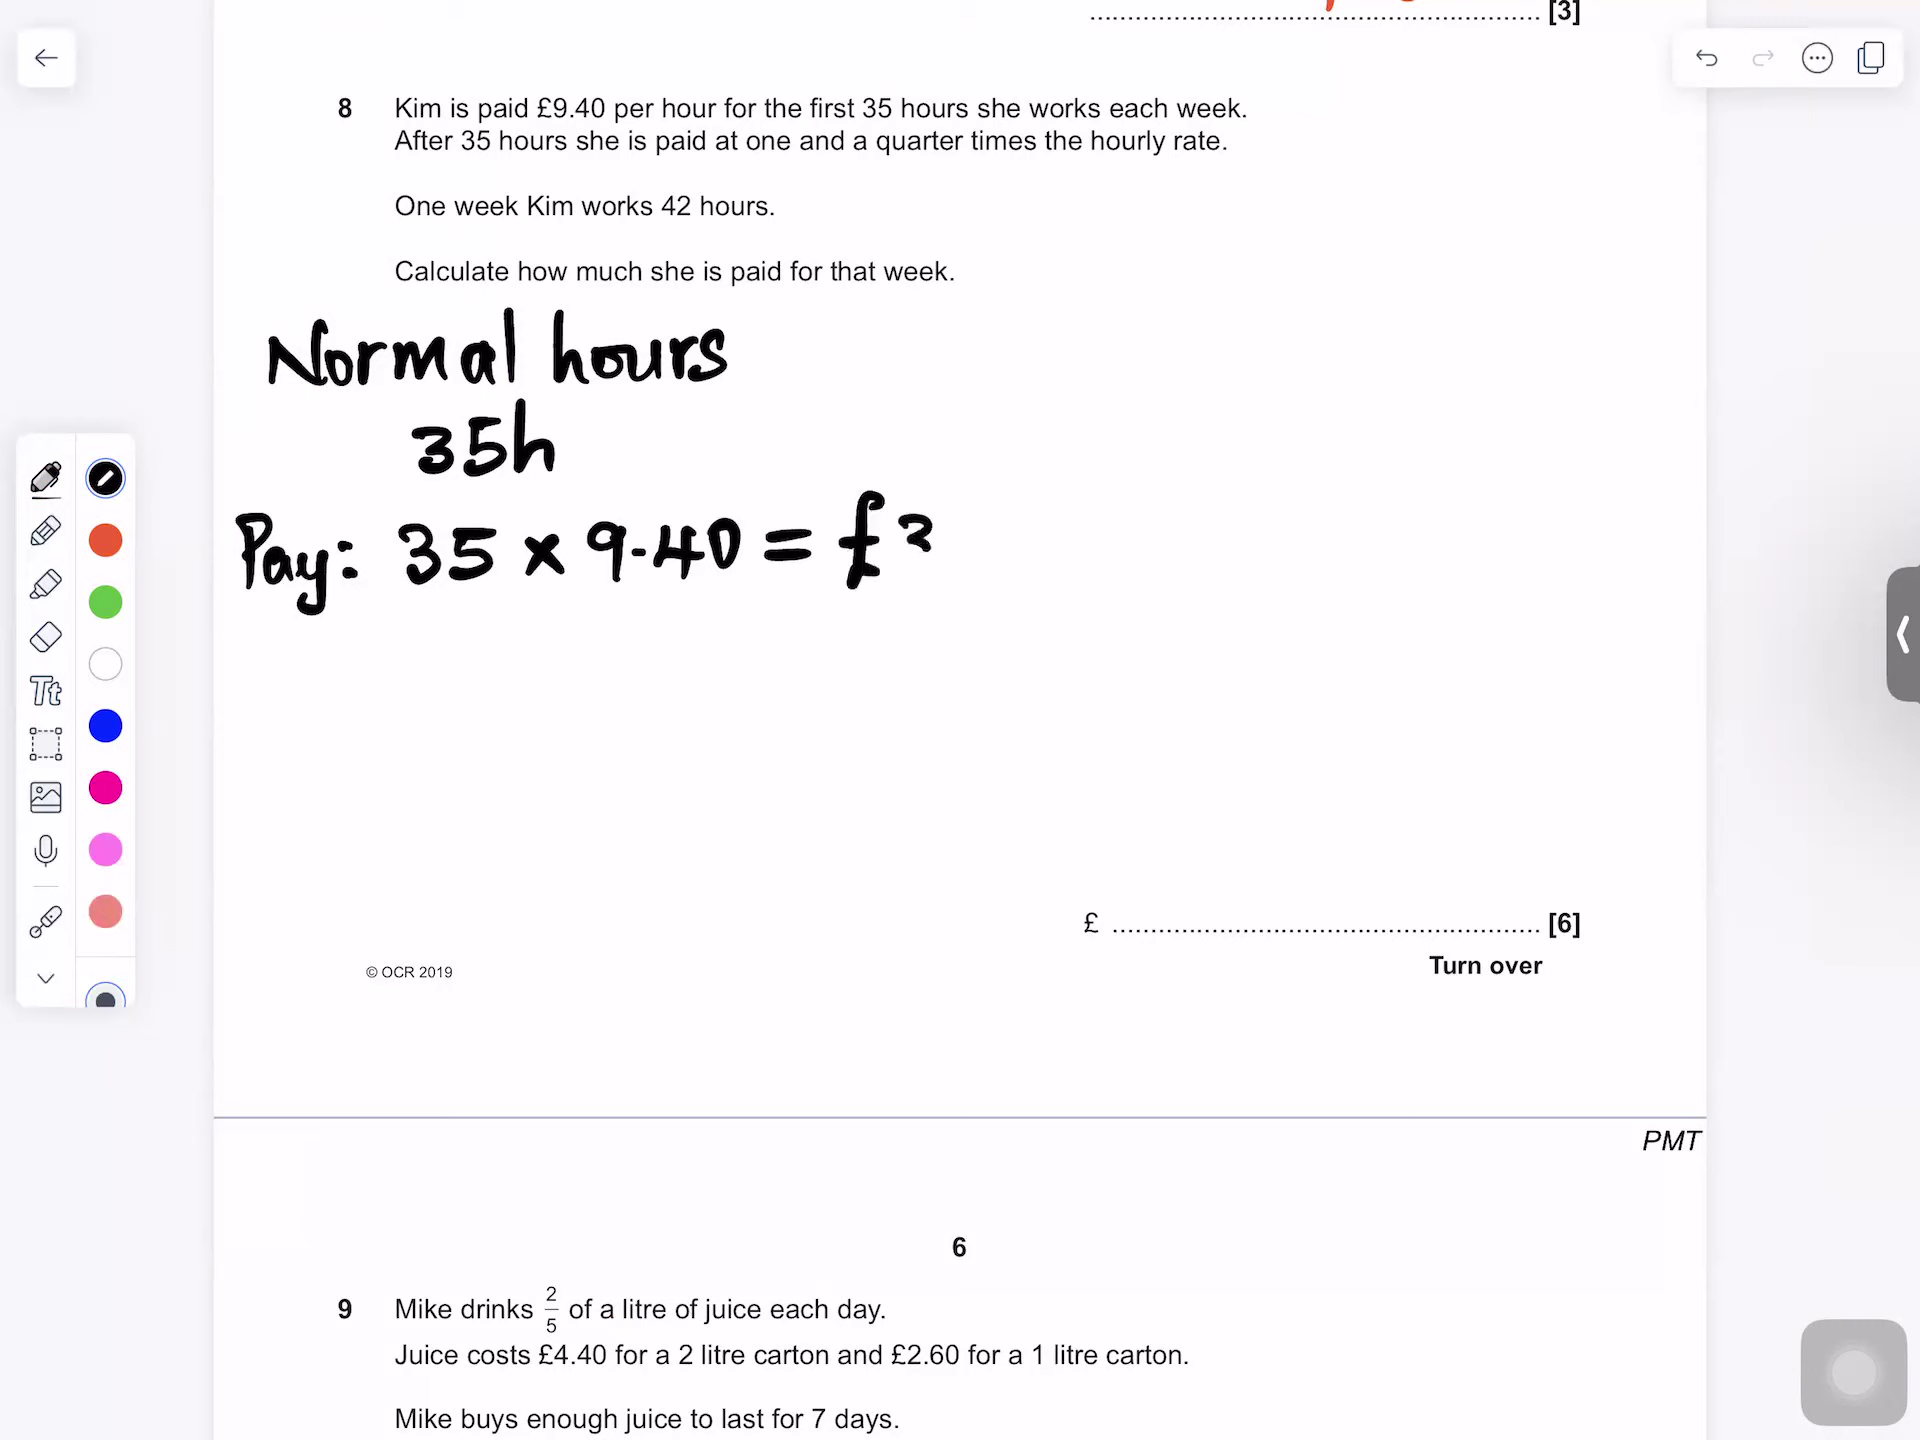 [3]
8 Kim is paid £9.40 per hour for the first 35 hours she works each week.
After 35 hours she is paid at one and a quarter times the hourly rate.
One week Kim works 42 hours.
Calculate how much she is paid for that week.
Normal hours
35h
Pay: 35 × 9.40 = £3
Tt
£ [6]
© OCR 2019
Turn over
PMT
6
9 Mike drinks 2/5 of a litre of juice each day.
Juice costs £4.40 for a 2 litre carton and £2.60 for a 1 litre carton.
Mike buys enough juice to last for 7 days.